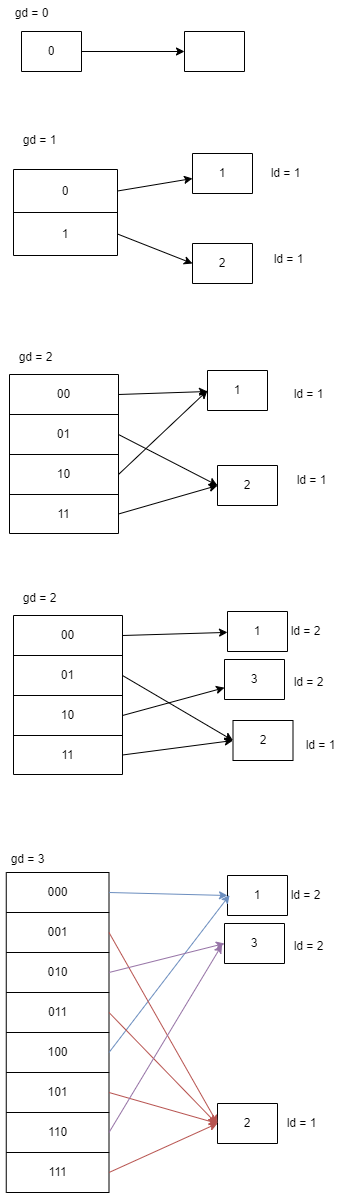 gd = 0
0
gd = 1
0
1
1
ld = 1
2
ld = 1
gd = 2
00
01
10
11
1
ld = 1
2
ld = 1
gd = 2
00
01
10
11
1
ld = 2
3
ld = 2
2
ld = 1
gd = 3
000
001
010
011
100
101
110
111
1
ld = 2
3
ld = 2
2
ld = 1